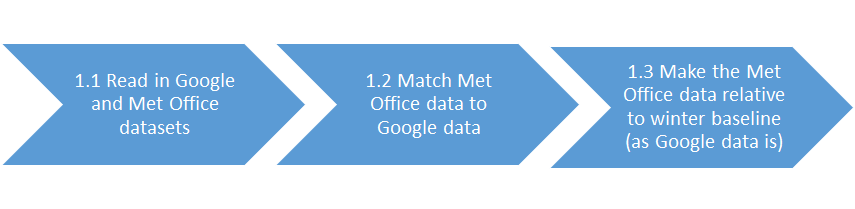 1.1 Read in Google
and Met Office
datasets
1.2 Match Met
Office data to
Google data
1.3 Make the Met
Office data relative
to winter baseline
(as Google data is)